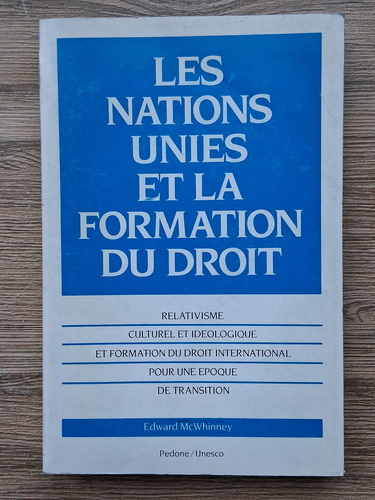 LES
NATIONS
UNIES
ET LA
FORMATION
DU DROIT
RELATIVISME
CULTUREL ET IDEOLOGIQUE
ET FORMATION DU DROIT INTERNATIONAL
POUR UNE EPOQUE
DE TRANSITION
Edward McWhinney
Pedone/Unesco